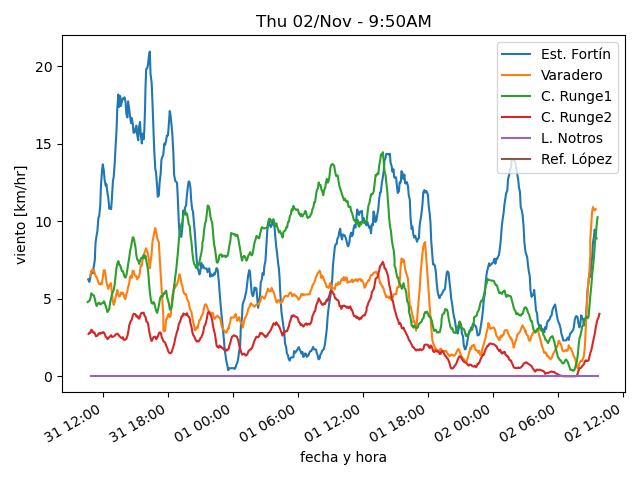 Thu 02/Nov - 9:50AM
Est. Fortín
Varadero
C. Runge1
C. Runge2
L. Notros
Ref. López
viento [km/hr]
20
15
10
5
0
31 12:00
31 18:00
01 00:00
01 06:00
01 12:00
01 18:00
02 00:00
02 06:00
02 12:00
fecha y hora